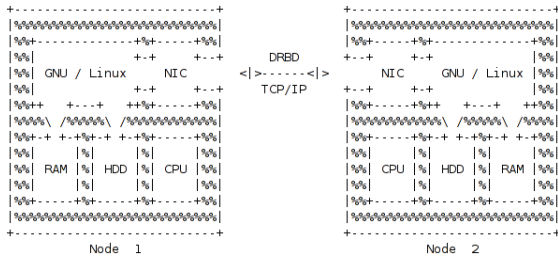 DRBD
GNU / Linux NIC <|>------<|> NIC GNU / Linux
TCP/IP
RAM HDD CPU CPU HDD RAM
Node 1 Node 2